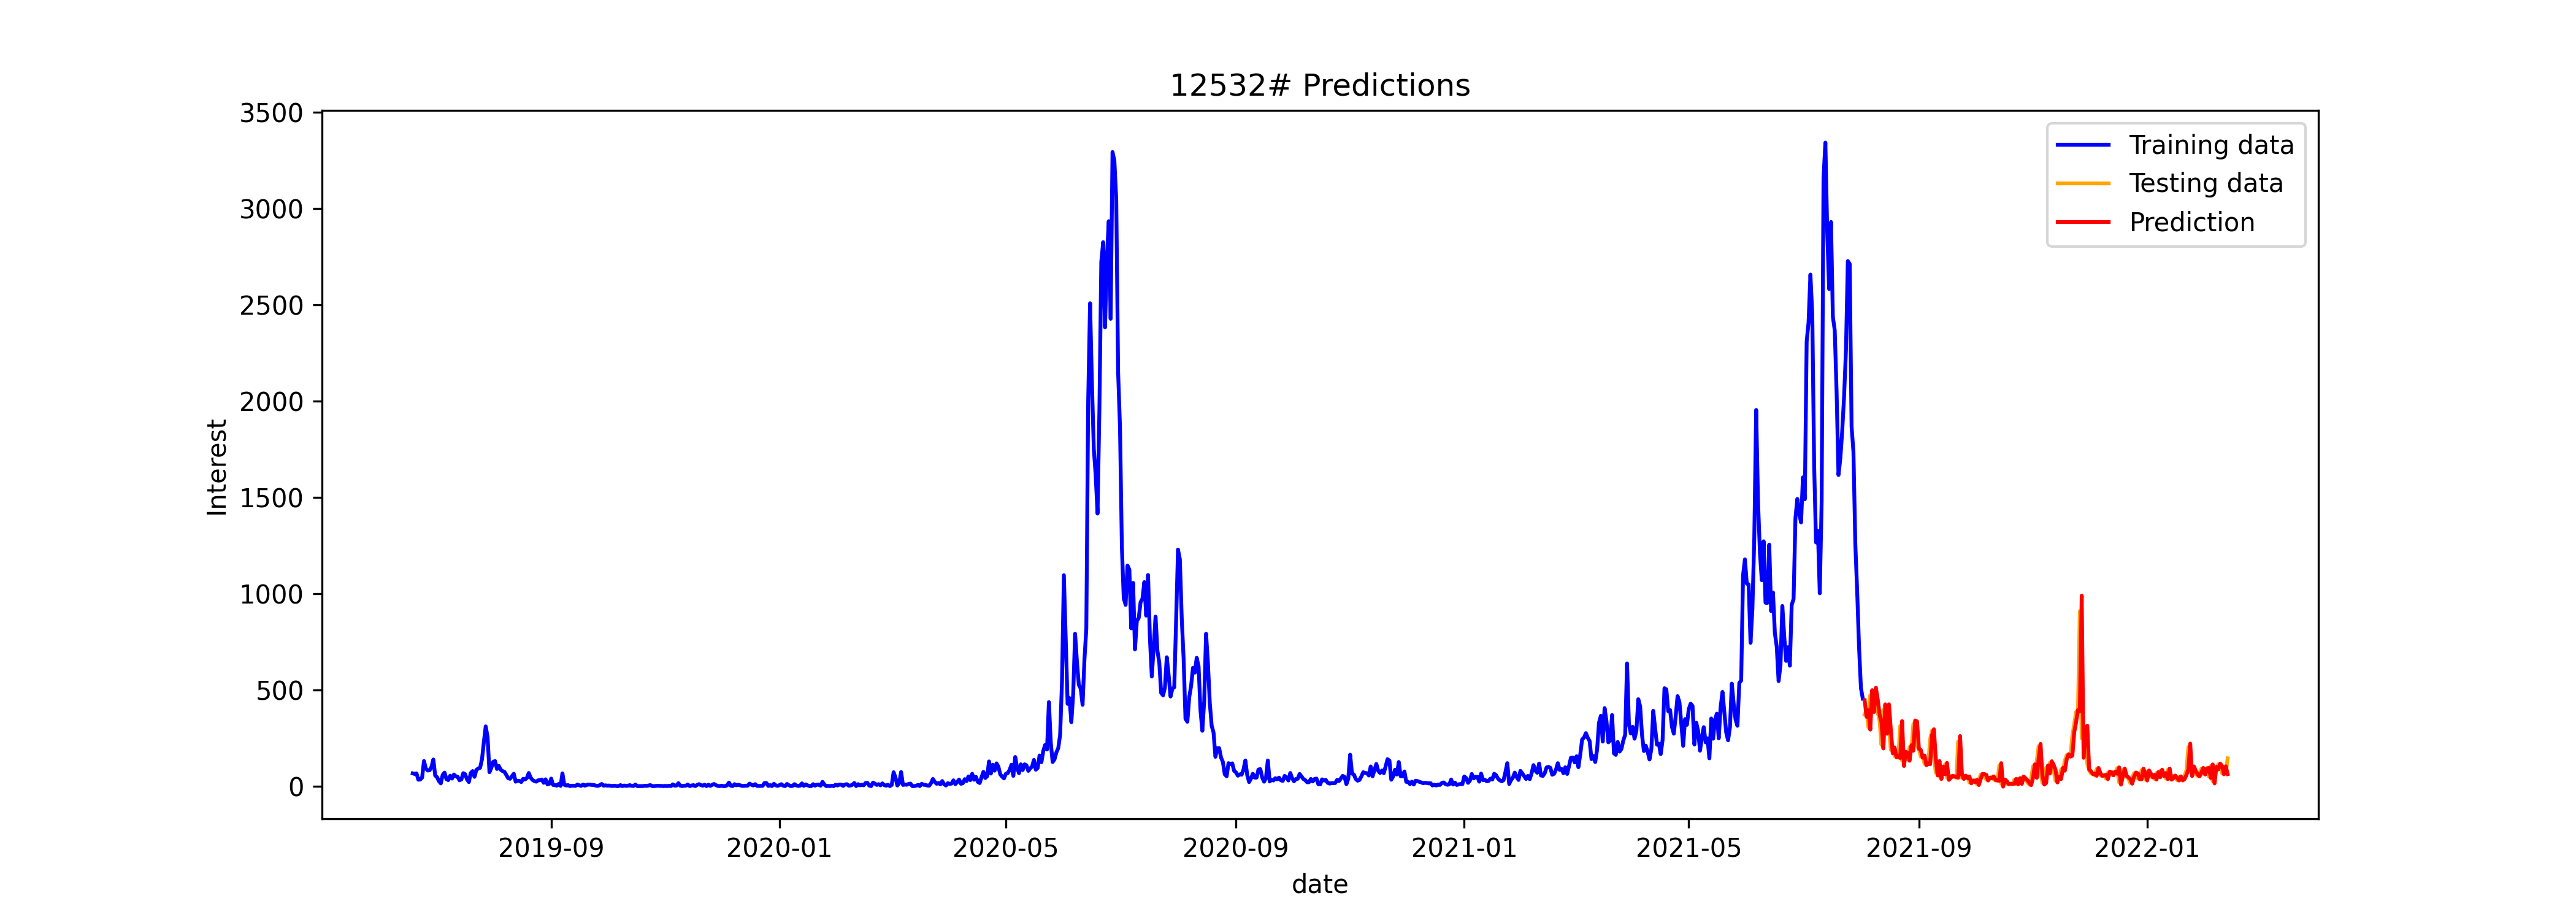 12532# Predictions
3500
3000
2500
2000
1500
1000
500
0
Interest
Training data
Testing data
Prediction
2019-09
2020-01
2020-05
2020-09
2021-01
2021-05
2021-09
2022-01
date